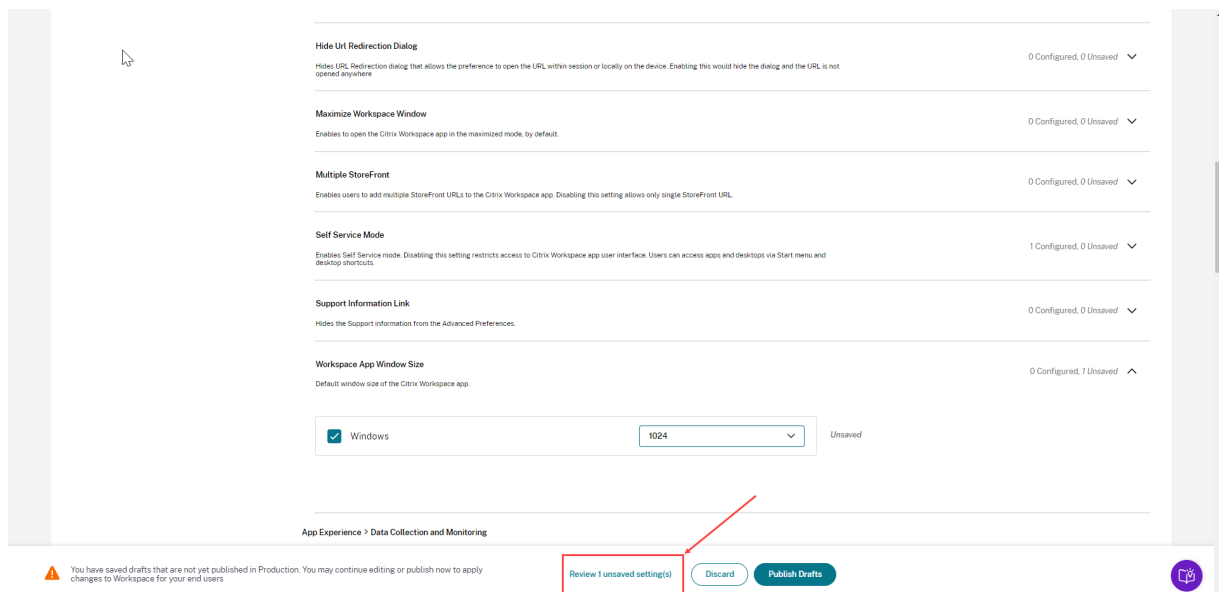 Hide Url Redirection Dialog
Hides URL Redirection dialog that allows the preference to open the URL within session or locally on the device. Enabling this would hide the dialog and the URL is not
opened anywhere
0 Configured, 0 Unsaved
Maximize Workspace Window
Enables to open the Citrix Workspace app in the maximized mode, by default.
0 Configured, 0 Unsaved
Multiple StoreFront
Enables users to add multiple StoreFront URLs to the Citrix Workspace app. Disabling this setting allows only single StoreFront URL.
0 Configured, 0 Unsaved
Self Service Mode
Enables Self Service mode. Disabling this setting restricts access to Citrix Workspace app user interface. Users can access apps and desktops via Start menu and
desktop shortcuts.
1 Configured, 0 Unsaved
Support Information Link
Hides the Support information from the Advanced Preferences.
0 Configured, 0 Unsaved
Workspace App Window Size
Default window size of the Citrix Workspace app.
0 Configured, 1 Unsaved
Windows
1024
Unsaved
App Experience > Data Collection and Monitoring
You have saved drafts that are not yet published in Production. You may continue editing or publish now to apply
changes to Workspace for your end users
Review 1 unsaved setting(s)
Discard
Publish Drafts